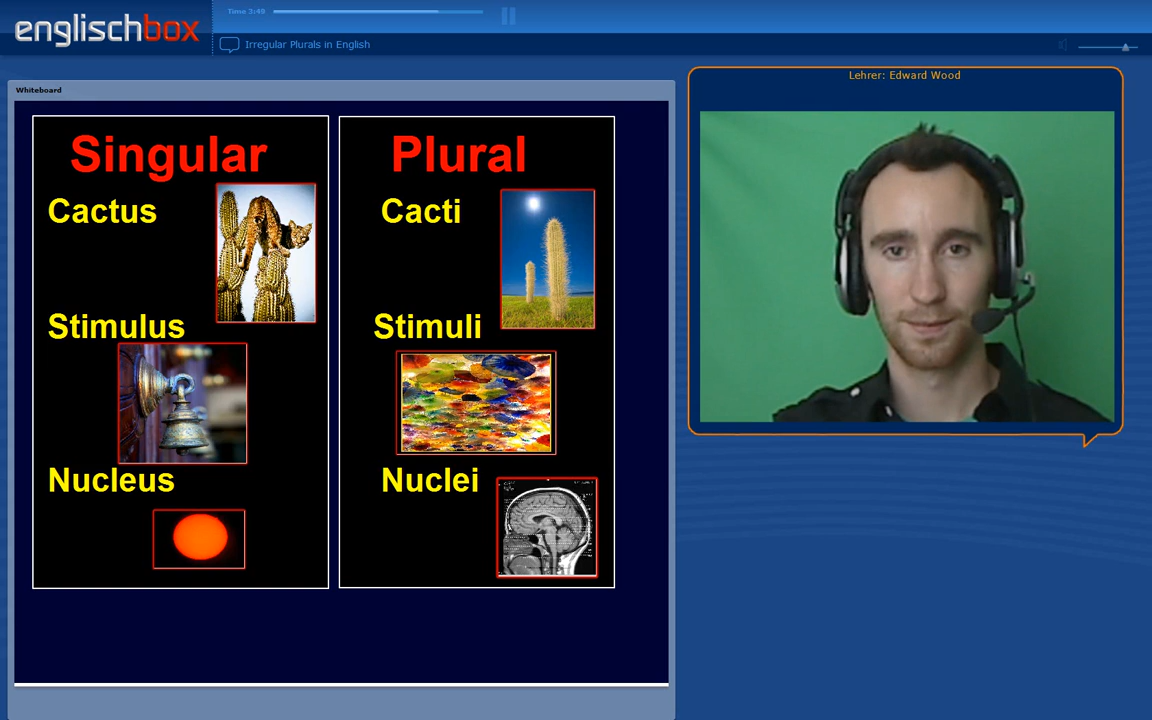 englischbox
Time 3:49
Irregular Plurals in English
Lehrer: Edward Wood
Whiteboard
Singular
Plural
Cactus
Cacti
Stimulus
Stimuli
Nucleus
Nuclei